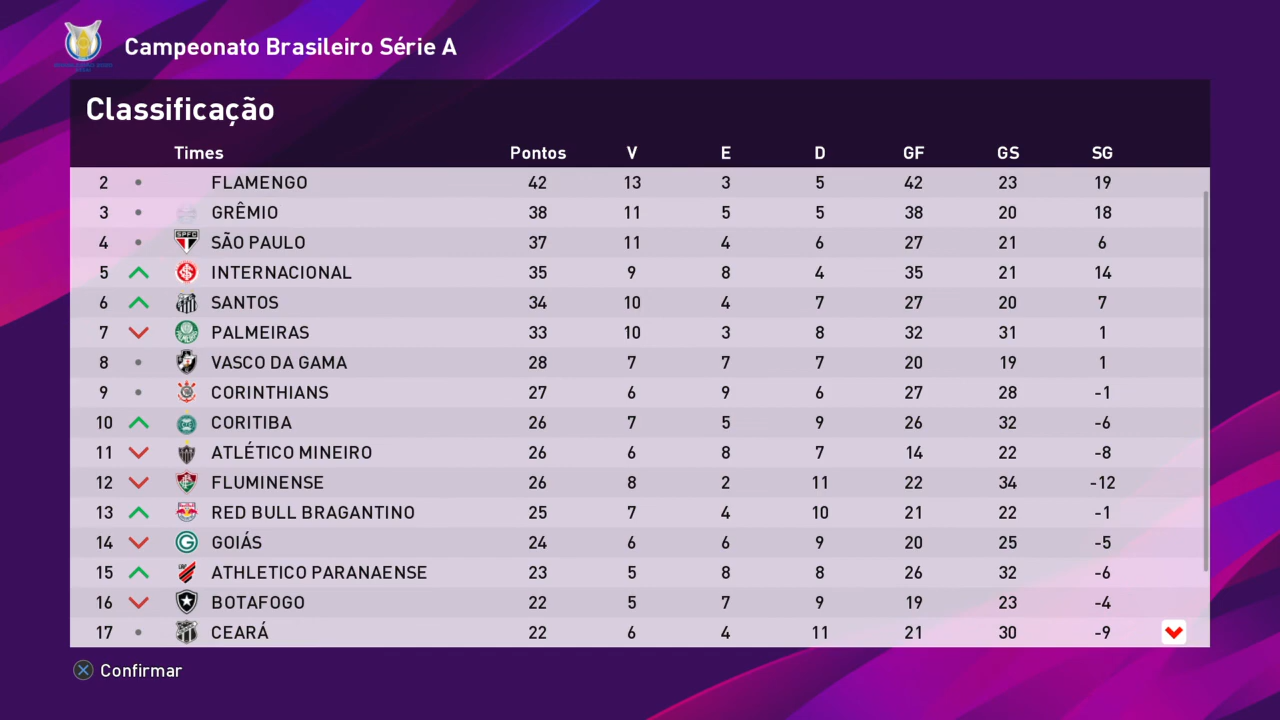 Campeonato Brasileiro Série A
Classificação
Times Pontos V E D GF GS SG
2 FLAMENGO 42 13 3 5 42 23 19
3 GRÊMIO 38 11 5 5 38 20 18
4 SPFC SÃO PAULO 37 11 4 6 27 21 6
5 INTERNACIONAL 35 9 8 4 35 21 14
6 SANTOS 34 10 4 7 27 20 7
7 PALMEIRAS 33 10 3 8 32 31 1
8 VASCO DA GAMA 28 7 7 7 20 19 1
9 CORINTHIANS 27 6 9 6 27 28 -1
10 CORITIBA 26 7 5 9 26 32 -6
11 ATLÉTICO MINEIRO 26 6 8 7 14 22 -8
12 FLUMINENSE 26 8 2 11 22 34 -12
13 RED BULL BRAGANTINO 25 7 4 10 21 22 -1
14 GOIÁS 24 6 6 9 20 25 -5
15 ATHLETICO PARANAENSE 23 5 8 8 26 32 -6
16 BOTAFOGO 22 5 7 9 19 23 -4
17 CEARÁ 22 6 4 11 21 30 -9
Confirmar